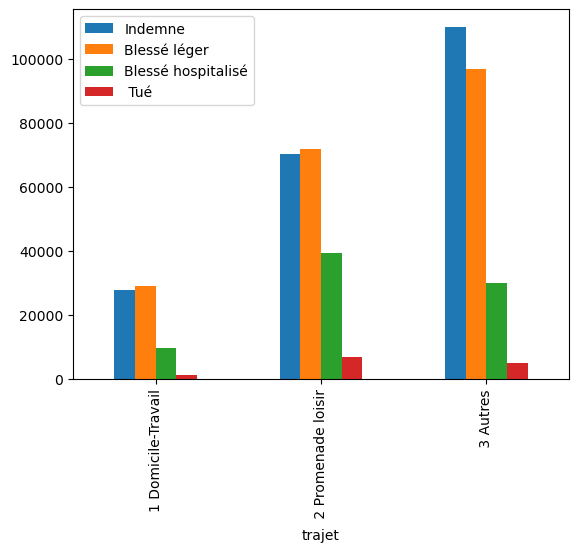 Indemne
Blessé léger
Blessé hospitalisé
Tué
100000
80000
60000
40000
20000
0
1 Domicile-Travail
2 Promenade loisir
3 Autres
trajet